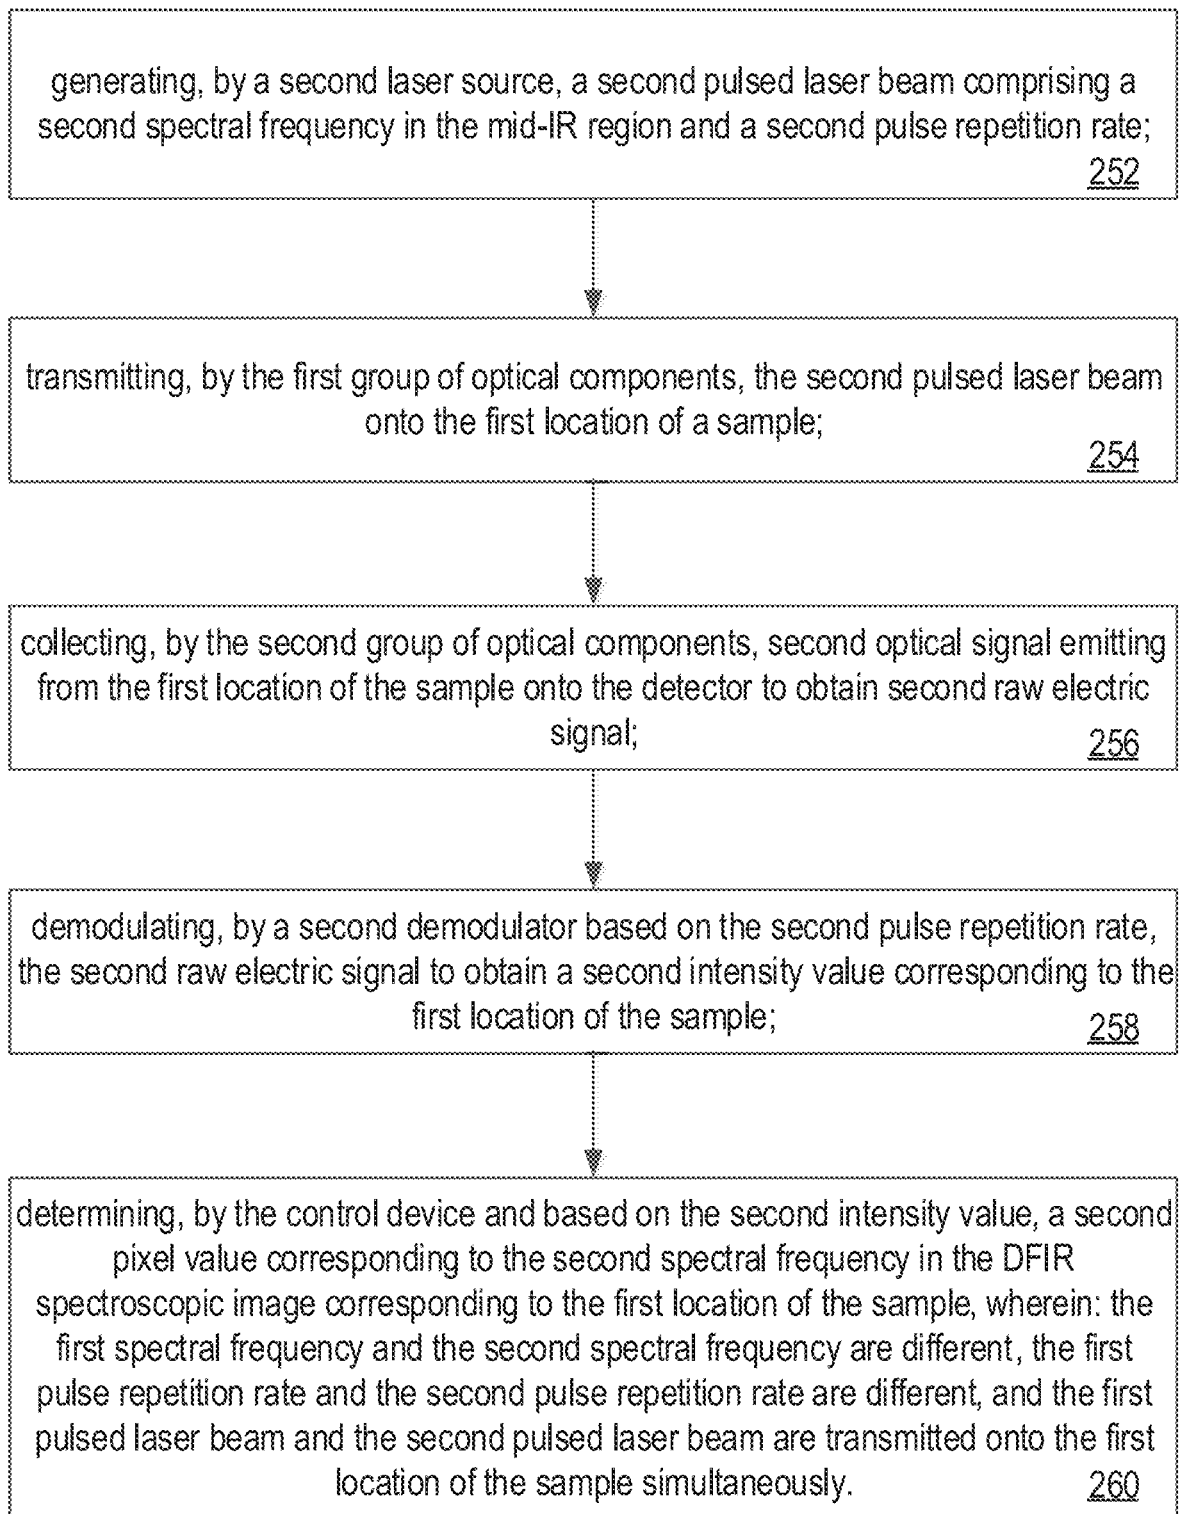 generating, by a second laser source, a second pulsed laser beam comprising a
second spectral frequency in the mid-IR region and a second pulse repetition rate;
252
transmitting, by the first group of optical components, the second pulsed laser beam
onto the first location of a sample;
254
collecting, by the second group of optical components, second optical signal emitting
from the first location of the sample onto the detector to obtain second raw electric
signal;
256
demodulating, by a second demodulator based on the second pulse repetition rate,
the second raw electric signal to obtain a second intensity value corresponding to the
first location of the sample;
258
determining, by the control device and based on the second intensity value, a second
pixel value corresponding to the second spectral frequency in the DFIR
spectroscopic image corresponding to the first location of the sample, wherein: the
first spectral frequency and the second spectral frequency are different, the first
pulse repetition rate and the second pulse repetition rate are different, and the first
pulsed laser beam and the second pulsed laser beam are transmitted onto the first
location of the sample simultaneously.
260